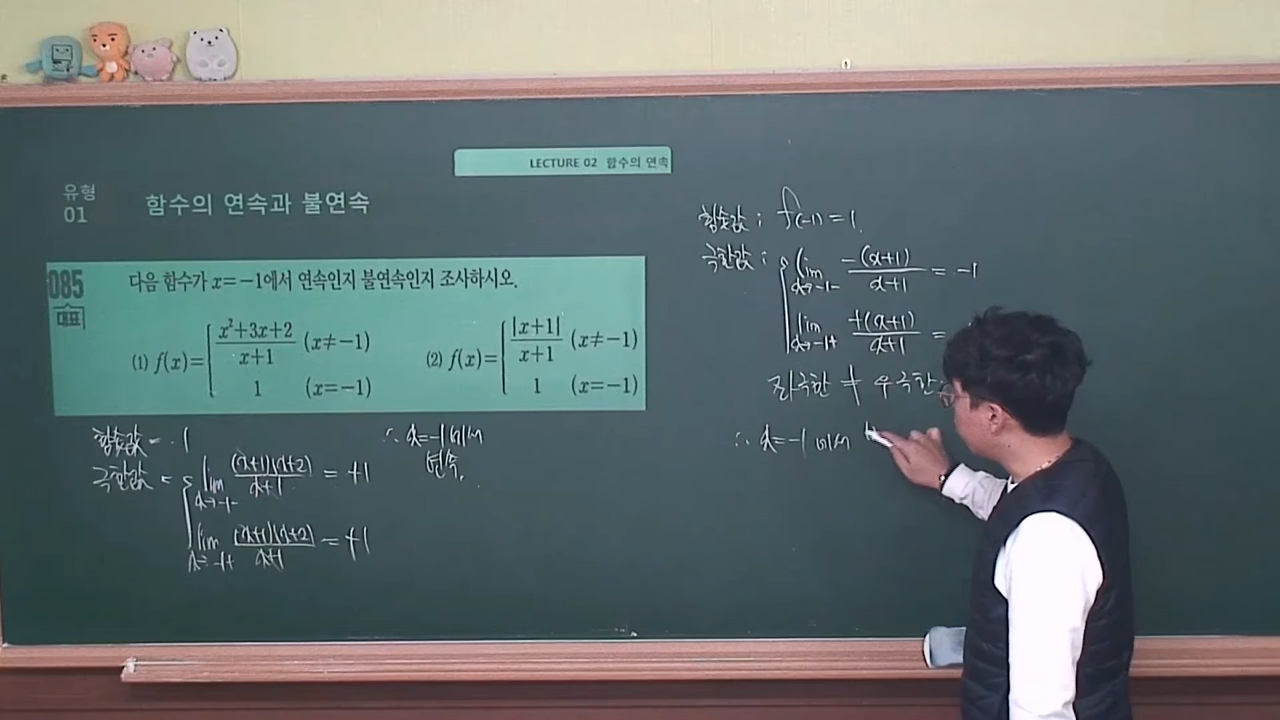 LECTURE 02 함수의 연속
유형
01
함수의 연속과 불연속
085
대표
다음 함수가 x=−1에서 연속인지 불연속인지 조사하시오.
(1) f(x)={ (x²+3x+2)/(x+1) (x≠−1)
1 (x=−1)
(2) f(x)={ |x+1|/(x+1) (x≠−1)
1 (x=−1)
함숫값 = 1
극한값 = { lim x→-1- (x+1)(x+2)/(x+1) = +1
lim x→-1+ (x+1)(x+2)/(x+1) = +1
∴ x=-1에서
연속.
함숫값 ; f(-1)=1.
극한값 ; { lim x→-1- -(x+1)/(x+1) = -1
lim x→-1+ +(x+1)/(x+1) =
좌극한 ≠ 우극한
∴ x=-1에서